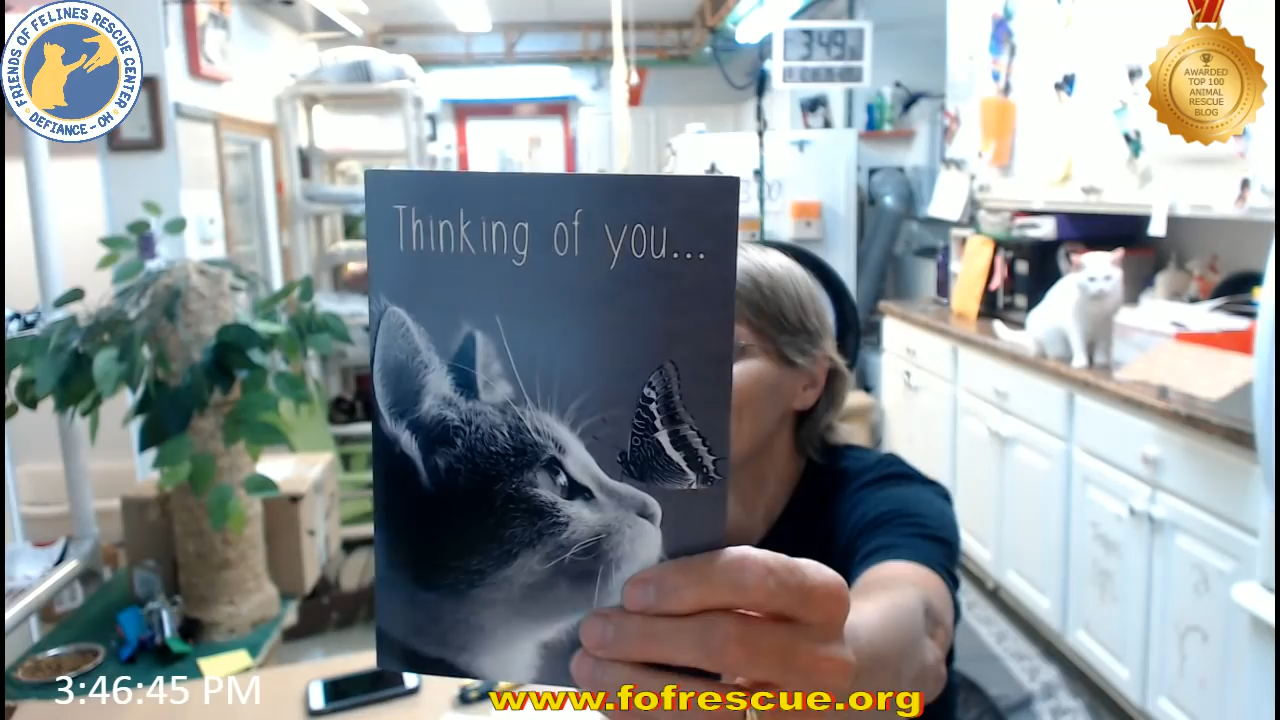 FRIENDS OF FELINES RESCUE CENTER
DEFIANCE - OH
AWARDED
TOP 100
ANIMAL
RESCUE
BLOG
3:49
Thinking of you...
3:46:45 PM
www.fofrescue.org